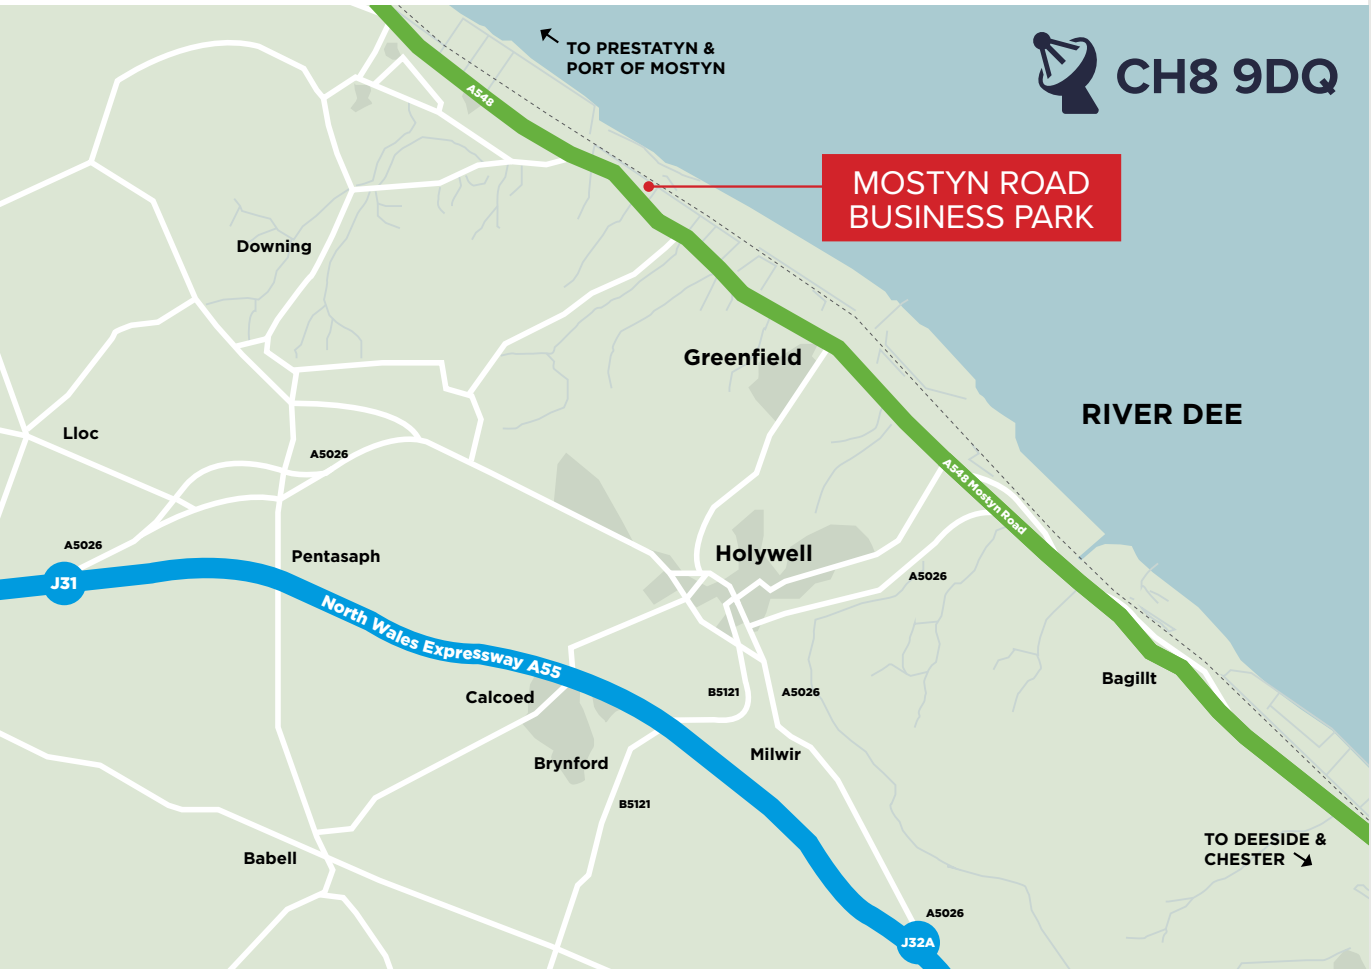 TO PRESTATYN &
PORT OF MOSTYN
CH8 9DQ
A548
MOSTYN ROAD
BUSINESS PARK
Downing
Greenfield
RIVER DEE
Lloc
A5026
A548 Mostyn Road
A5026
Pentasaph
Holywell
J31
A5026
North Wales Expressway A55
Bagillt
Calcoed
B5121
A5026
Milwir
Brynford
B5121
TO DEESIDE &
CHESTER
Babell
A5026
J32A